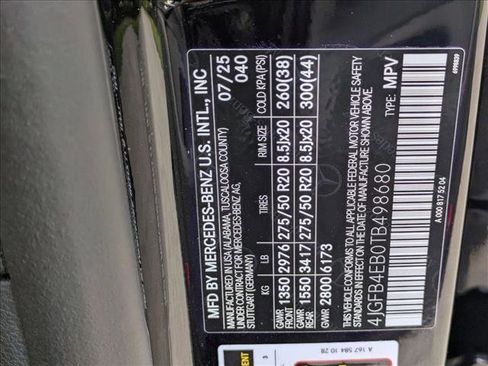 MFD. BY MERCEDES-BENZ U.S. INTL., INC
MANUFACTURED IN USA (ALABAMA, TUSCALOOSA COUNTY)
UNDER CONTRACT FOR MERCEDES-BENZ AG,
STUTTGART (GERMANY)
07/25
040
KG LB TIRES RIM SIZE COLD KPA (PSI)
GAWR FRONT 1350 2976 275/50 R20 8.5Jx20 260(38)
GAWR REAR 1550 3417 275/50 R20 8.5Jx20 300(44)
GVWR 2800 6173
THIS VEHICLE CONFORMS TO ALL APPLICABLE FEDERAL MOTOR VEHICLE SAFETY
STANDARDS IN EFFECT ON THE DATE OF MANUFACTURE SHOWN ABOVE.
4JGFB4EB0TB498680 TYPE: MPV
A 000 817 52 04
A 167 584 10 28